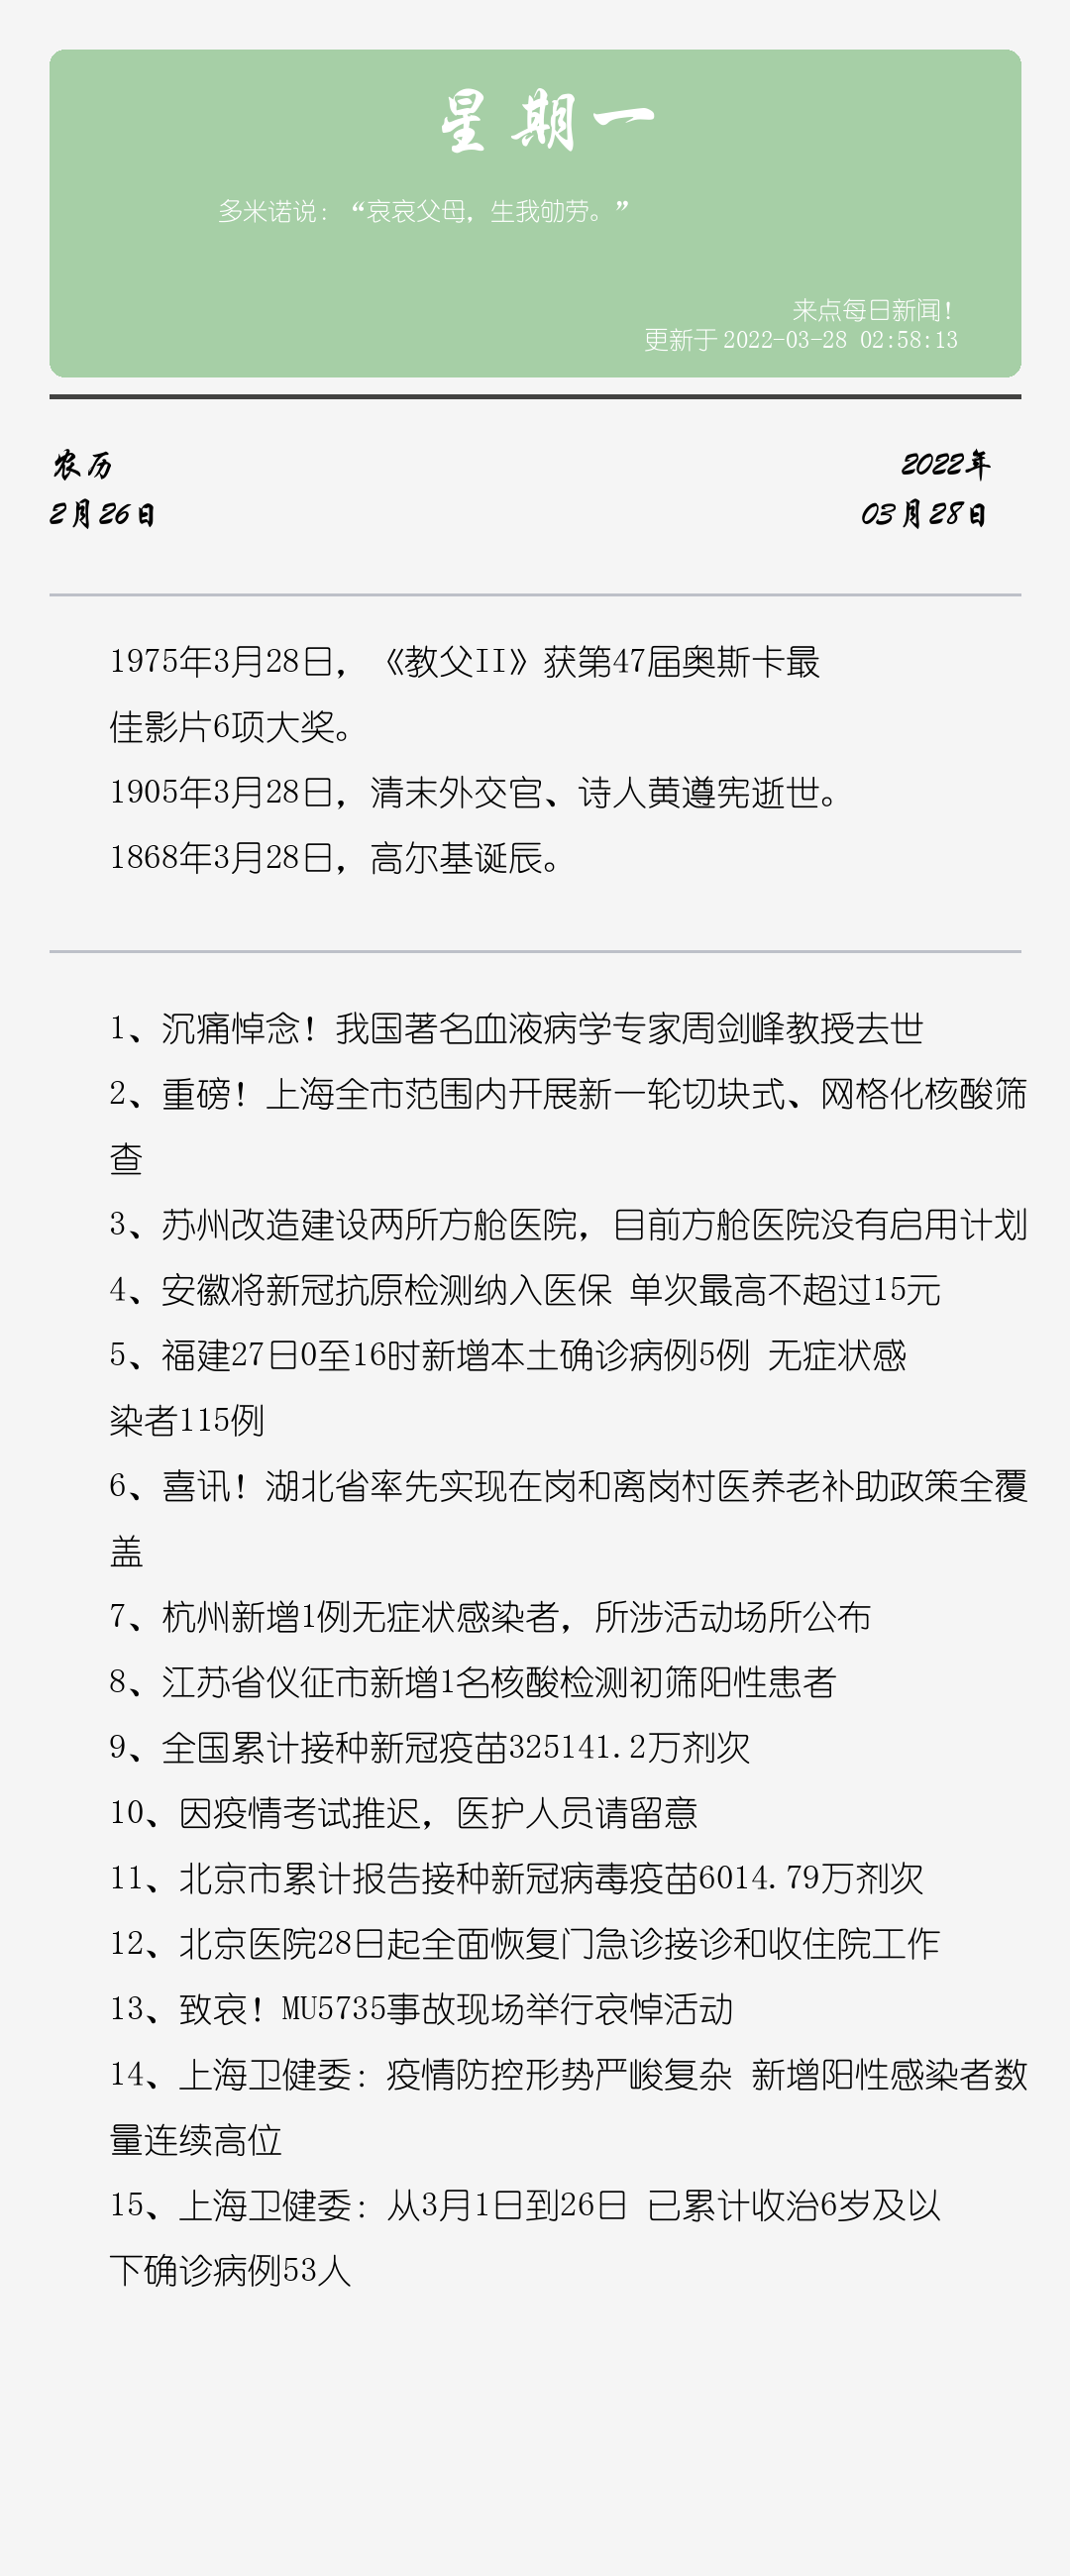 星期一
多米诺说：“哀哀父母，生我劬劳。”
来点每日新闻！
更新于 2022-03-28 02:58:13
农历
2022年
2月26日
03月28日
1975年3月28日，《教父II》获第47届奥斯卡最
佳影片6项大奖。
1905年3月28日，清末外交官、诗人黄遵宪逝世。
1868年3月28日，高尔基诞辰。
1、沉痛悼念！我国著名血液病学专家周剑峰教授去世
2、重磅！上海全市范围内开展新一轮切块式、网格化核酸筛
查
3、苏州改造建设两所方舱医院，目前方舱医院没有启用计划
4、安徽将新冠抗原检测纳入医保 单次最高不超过15元
5、福建27日0至16时新增本土确诊病例5例 无症状感
染者115例
6、喜讯！湖北省率先实现在岗和离岗村医养老补助政策全覆
盖
7、杭州新增1例无症状感染者，所涉活动场所公布
8、江苏省仪征市新增1名核酸检测初筛阳性患者
9、全国累计接种新冠疫苗325141.2万剂次
10、因疫情考试推迟，医护人员请留意
11、北京市累计报告接种新冠病毒疫苗6014.79万剂次
12、北京医院28日起全面恢复门急诊接诊和收住院工作
13、致哀！MU5735事故现场举行哀悼活动
14、上海卫健委：疫情防控形势严峻复杂 新增阳性感染者数
量连续高位
15、上海卫健委：从3月1日到26日 已累计收治6岁及以
下确诊病例53人